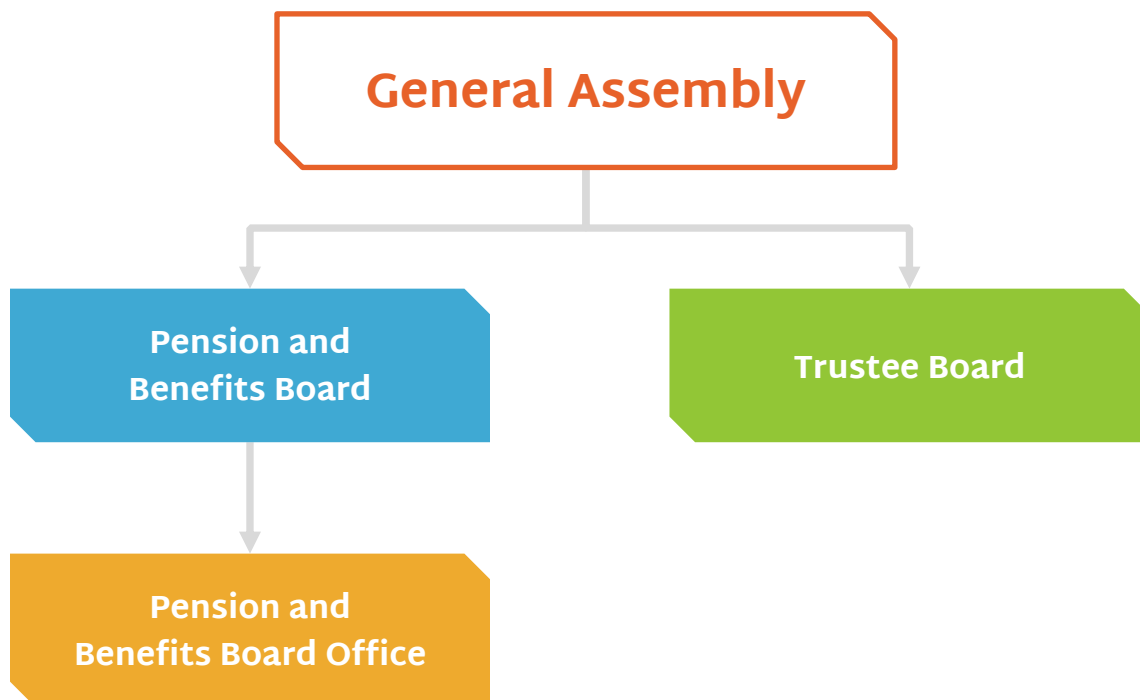 General Assembly
Pension and
Benefits Board
Trustee Board
Pension and
Benefits Board Office